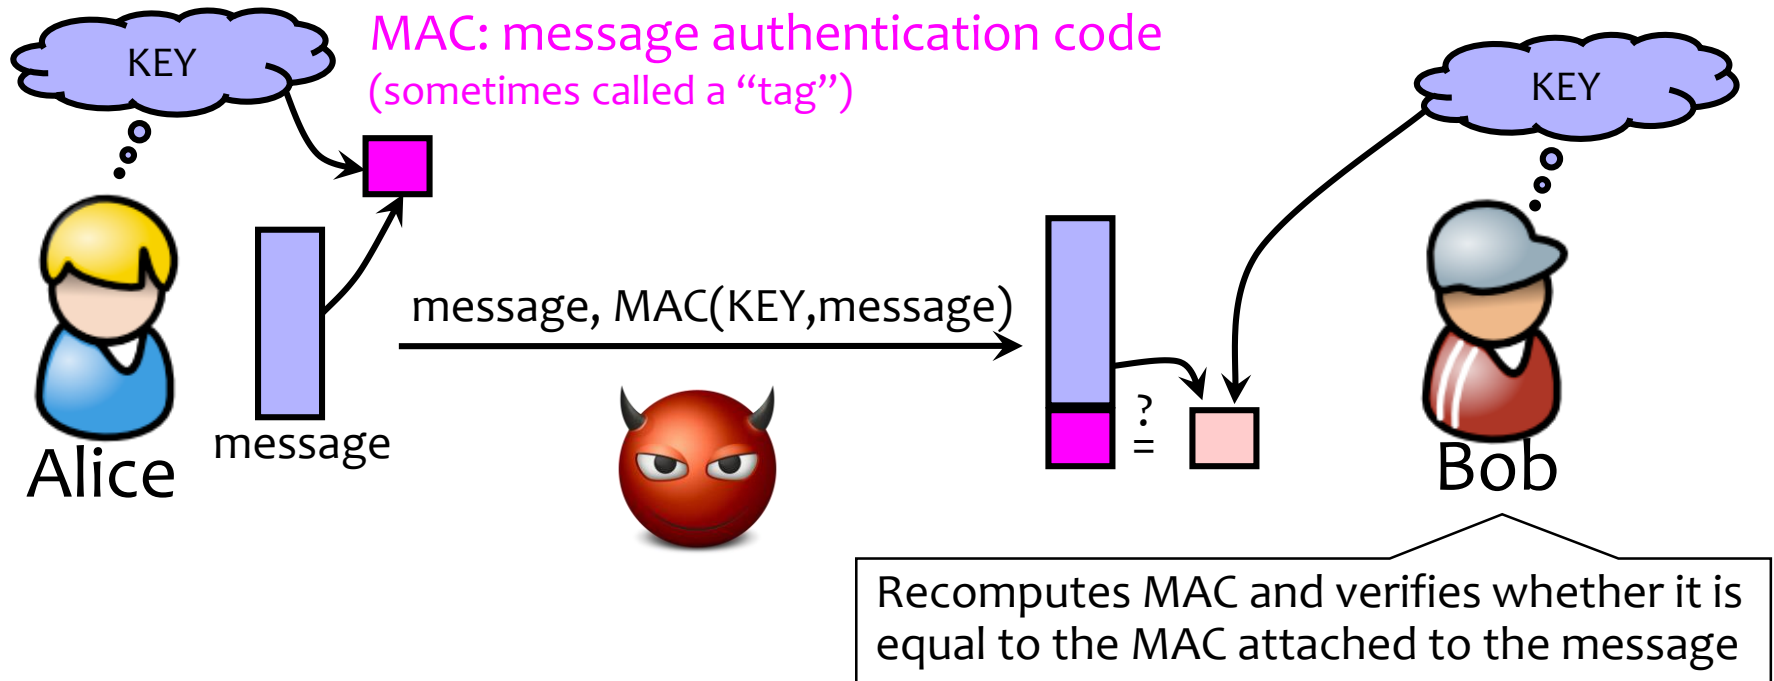 KEY
MAC: message authentication code
(sometimes called a “tag”)
KEY
message, MAC(KEY,message)
?
=
message
Alice
Bob
Recomputes MAC and verifies whether it is
equal to the MAC attached to the message